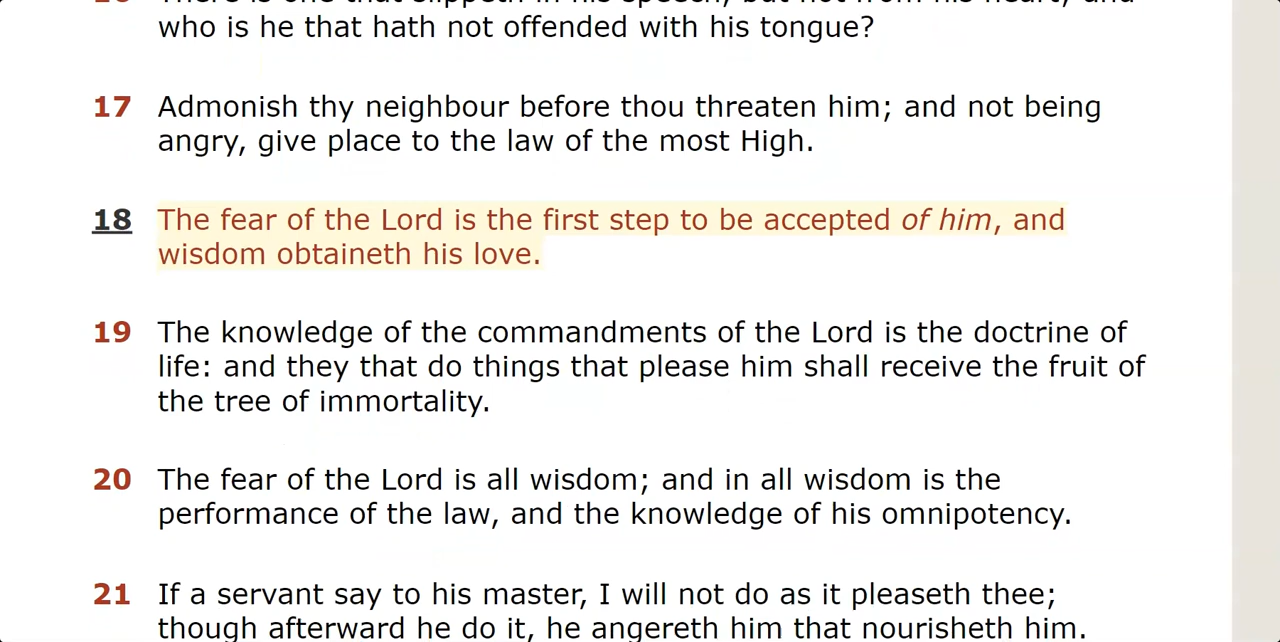 who is he that hath not offended with his tongue?
17 Admonish thy neighbour before thou threaten him; and not being
angry, give place to the law of the most High.
18 The fear of the Lord is the first step to be accepted of him, and
wisdom obtaineth his love.
19 The knowledge of the commandments of the Lord is the doctrine of
life: and they that do things that please him shall receive the fruit of
the tree of immortality.
20 The fear of the Lord is all wisdom; and in all wisdom is the
performance of the law, and the knowledge of his omnipotency.
21 If a servant say to his master, I will not do as it pleaseth thee;
though afterward he do it, he angereth him that nourisheth him.